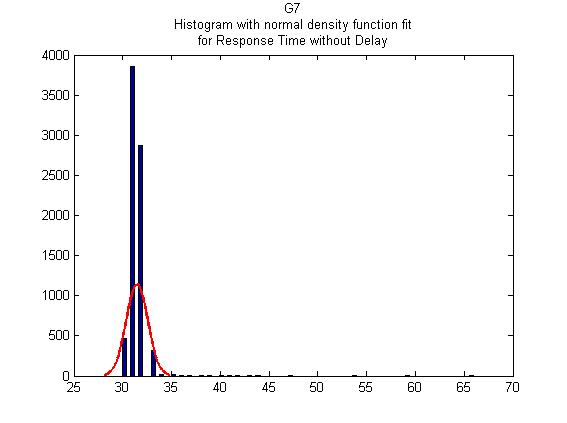 G7
Histogram with normal density function fit
for Response Time without Delay
4000
3500
3000
2500
2000
1500
1000
500
0
25 30 35 40 45 50 55 60 65 70